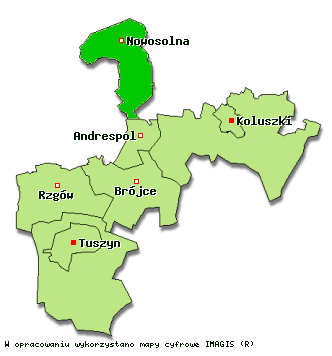 Nowosolna
Koluszki
Andrespol
Brójce
Rzgów
Tuszyn
W opracowaniu wykorzystano mapy cyfrowe IMAGIS (R)